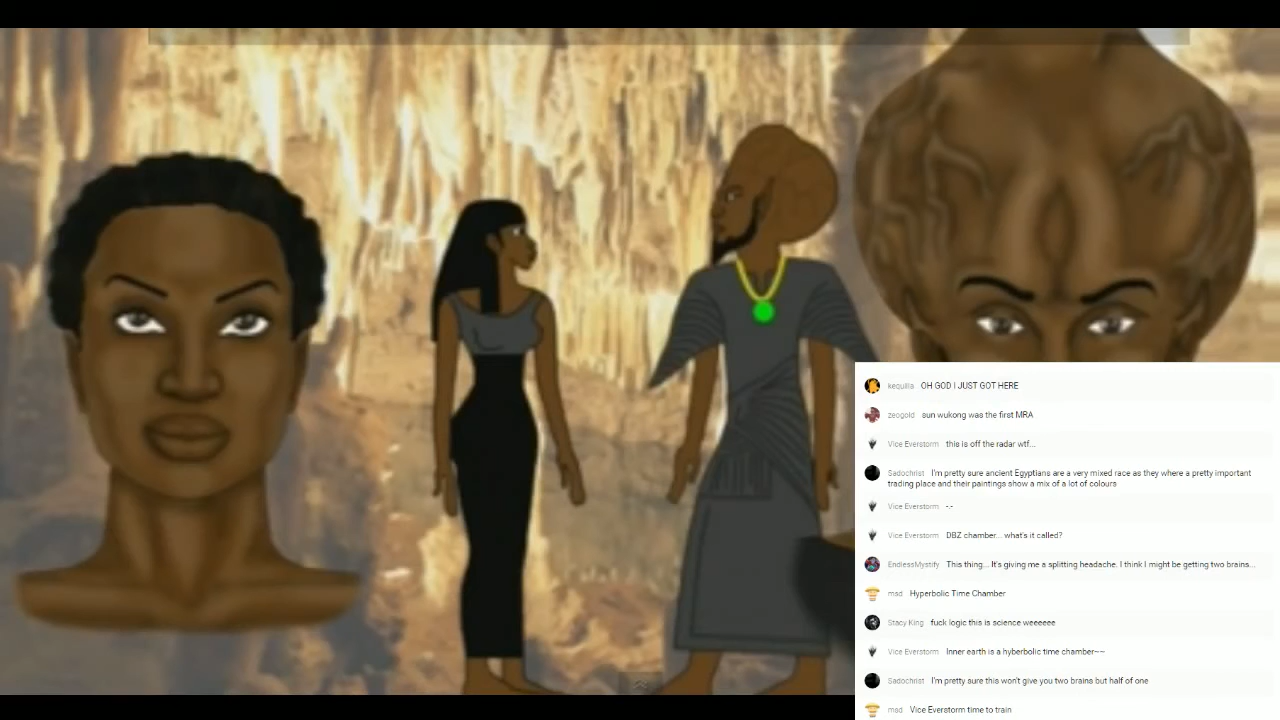 kequilla OH GOD I JUST GOT HERE
zeogold .sun wukong was the first MRA
Vice Everstorm this is off the radar wtf...
Sadochrist I'm pretty sure ancient Egyptians are a very mixed race as they where a pretty important
trading place and their paintings show a mix of a lot of colours
Vice Everstorm -.-
Vice Everstorm DBZ chamber... what's it called?
EndlessMystify This thing... It's giving me a splitting headache. I think I might be getting two brains...
msd Hyperbolic Time Chamber
Stacy King fuck logic this is science weeeeee
Vice Everstorm Inner earth is a hyberbolic time chamber~~
Sadochrist I'm pretty sure this won't give you two brains but half of one
msd Vice Everstorm time to train